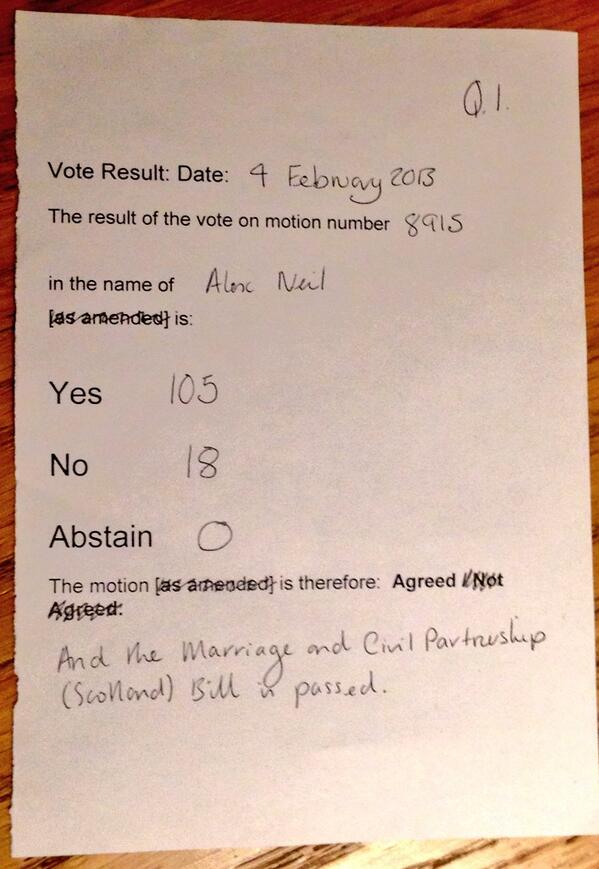 Q.1.
Vote Result: Date: 4 February 2013
The result of the vote on motion number 8915
in the name of Alex Neil
[as amended] is:
Yes 105
No 18
Abstain 0
The motion [as amended] is therefore: Agreed / Not
Agreed:
And the Marriage and Civil Partnership
(Scotland) Bill is passed.